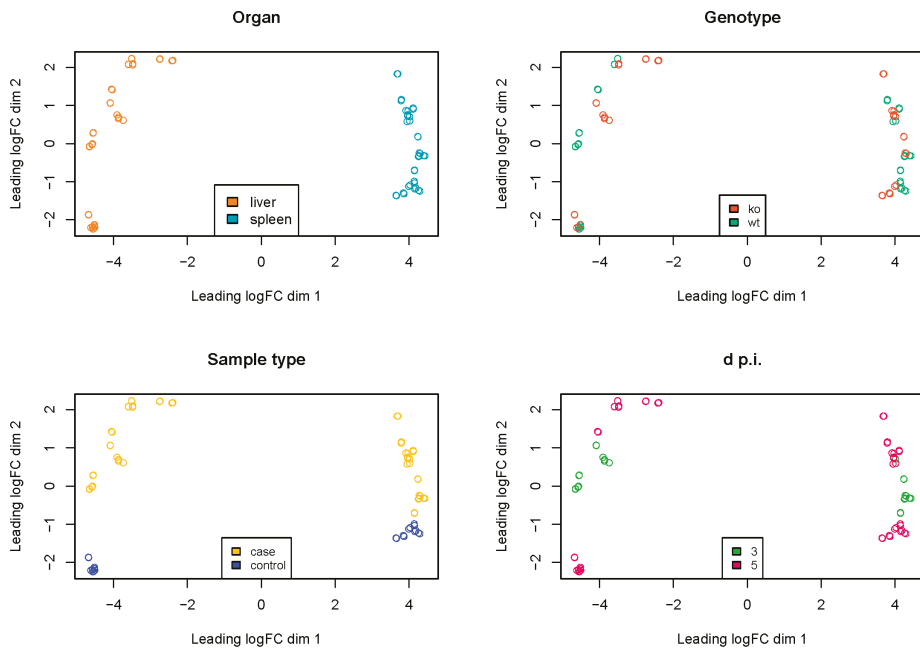 Organ
Leading logFC dim 2
2
1
0
−1
−2
liver
spleen
−4 −2 0 2 4
Leading logFC dim 1
Genotype
Leading logFC dim 2
2
1
0
−1
−2
ko
wt
−4 −2 0 2 4
Leading logFC dim 1
Sample type
Leading logFC dim 2
2
1
0
−1
−2
case
control
−4 −2 0 2 4
Leading logFC dim 1
d p.i.
Leading logFC dim 2
2
1
0
−1
−2
3
5
−4 −2 0 2 4
Leading logFC dim 1